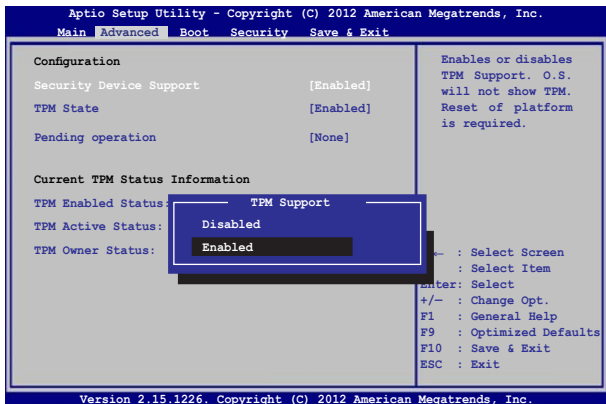 Aptio Setup Utility - Copyright (C) 2012 American Megatrends, Inc.
Main Advanced Boot Security Save & Exit
Configuration
Security Device Support [Enabled]
TPM State [Enabled]
Pending operation [None]
Current TPM Status Information
TPM Enabled Status:
TPM Active Status:
TPM Owner Status:
TPM Support
Disabled
Enabled
Enables or disables
TPM Support. O.S.
will not show TPM.
Reset of platform
is required.
← : Select Screen
: Select Item
Enter: Select
+/— : Change Opt.
F1 : General Help
F9 : Optimized Defaults
F10 : Save & Exit
ESC : Exit
Version 2.15.1226. Copyright (C) 2012 American Megatrends, Inc.